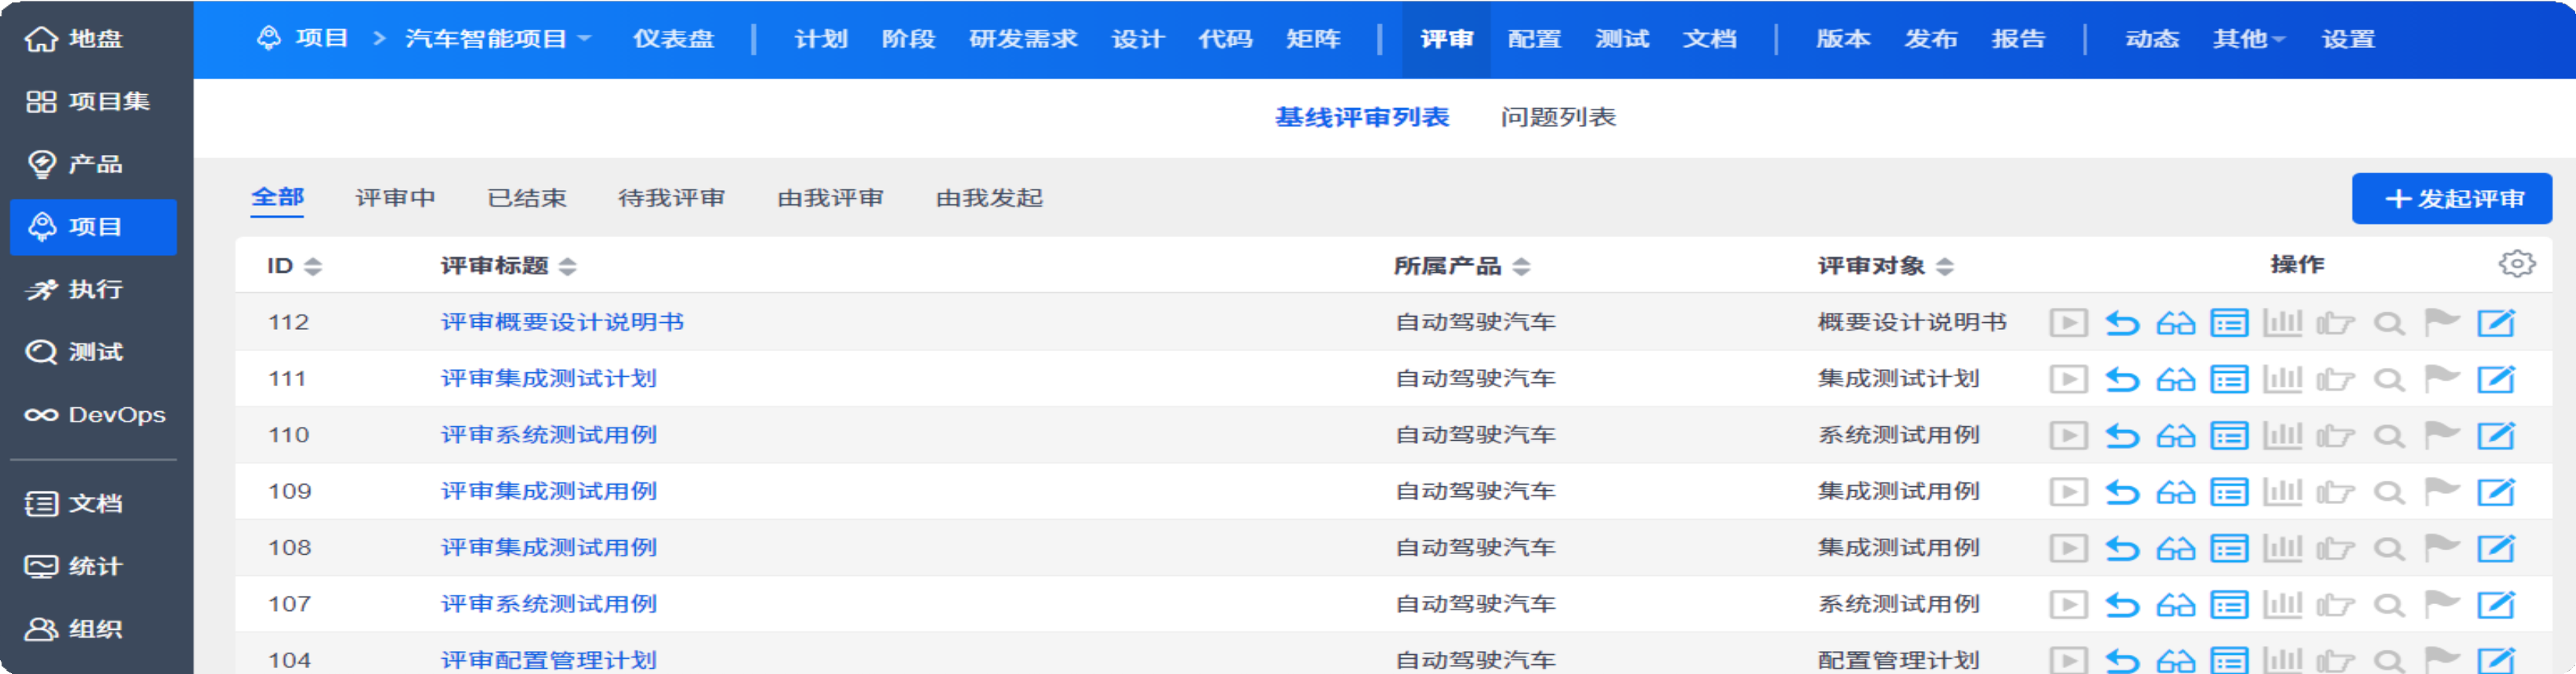 地盘
项目集
产品
项目
执行
测试
DevOps
文档
统计
组织
项目 > 汽车智能项目 仪表盘 | 计划 阶段 研发需求 设计 代码 矩阵 | 评审 配置 测试 文档 | 版本 发布 报告 | 动态 其他 设置
基线评审列表 问题列表
全部 评审中 已结束 待我评审 由我评审 由我发起 +发起评审
ID 评审标题 所属产品 评审对象 操作
112 评审概要设计说明书 自动驾驶汽车 概要设计说明书
111 评审集成测试计划 自动驾驶汽车 集成测试计划
110 评审系统测试用例 自动驾驶汽车 系统测试用例
109 评审集成测试用例 自动驾驶汽车 集成测试用例
108 评审集成测试用例 自动驾驶汽车 集成测试用例
107 评审系统测试用例 自动驾驶汽车 系统测试用例
104 评审配置管理计划 自动驾驶汽车 配置管理计划